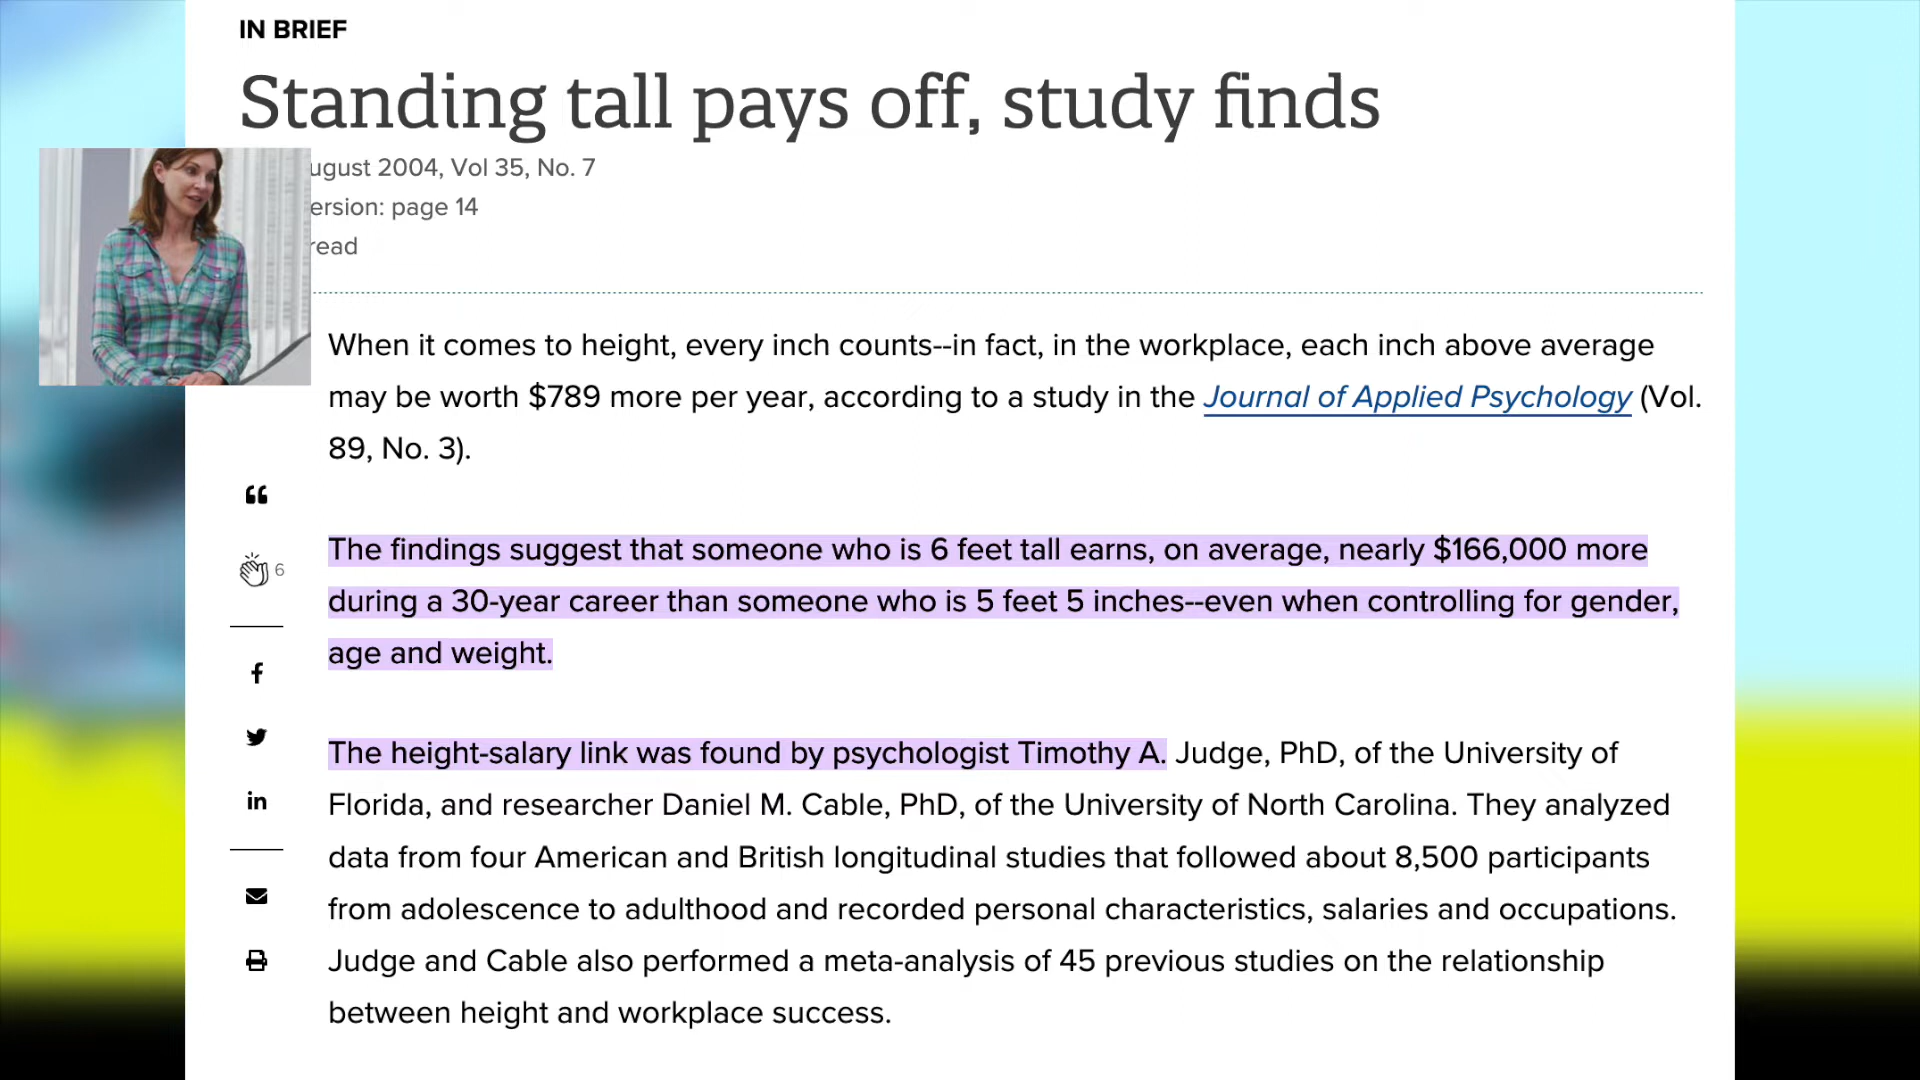 IN BRIEF
Standing tall pays off, study finds
ugust 2004, Vol 35, No. 7
ersion: page 14
read
When it comes to height, every inch counts--in fact, in the workplace, each inch above average
may be worth $789 more per year, according to a study in the Journal of Applied Psychology (Vol.
89, No. 3).
6
The findings suggest that someone who is 6 feet tall earns, on average, nearly $166,000 more
during a 30-year career than someone who is 5 feet 5 inches--even when controlling for gender,
age and weight.
The height-salary link was found by psychologist Timothy A. Judge, PhD, of the University of
Florida, and researcher Daniel M. Cable, PhD, of the University of North Carolina. They analyzed
data from four American and British longitudinal studies that followed about 8,500 participants
from adolescence to adulthood and recorded personal characteristics, salaries and occupations.
Judge and Cable also performed a meta-analysis of 45 previous studies on the relationship
between height and workplace success.